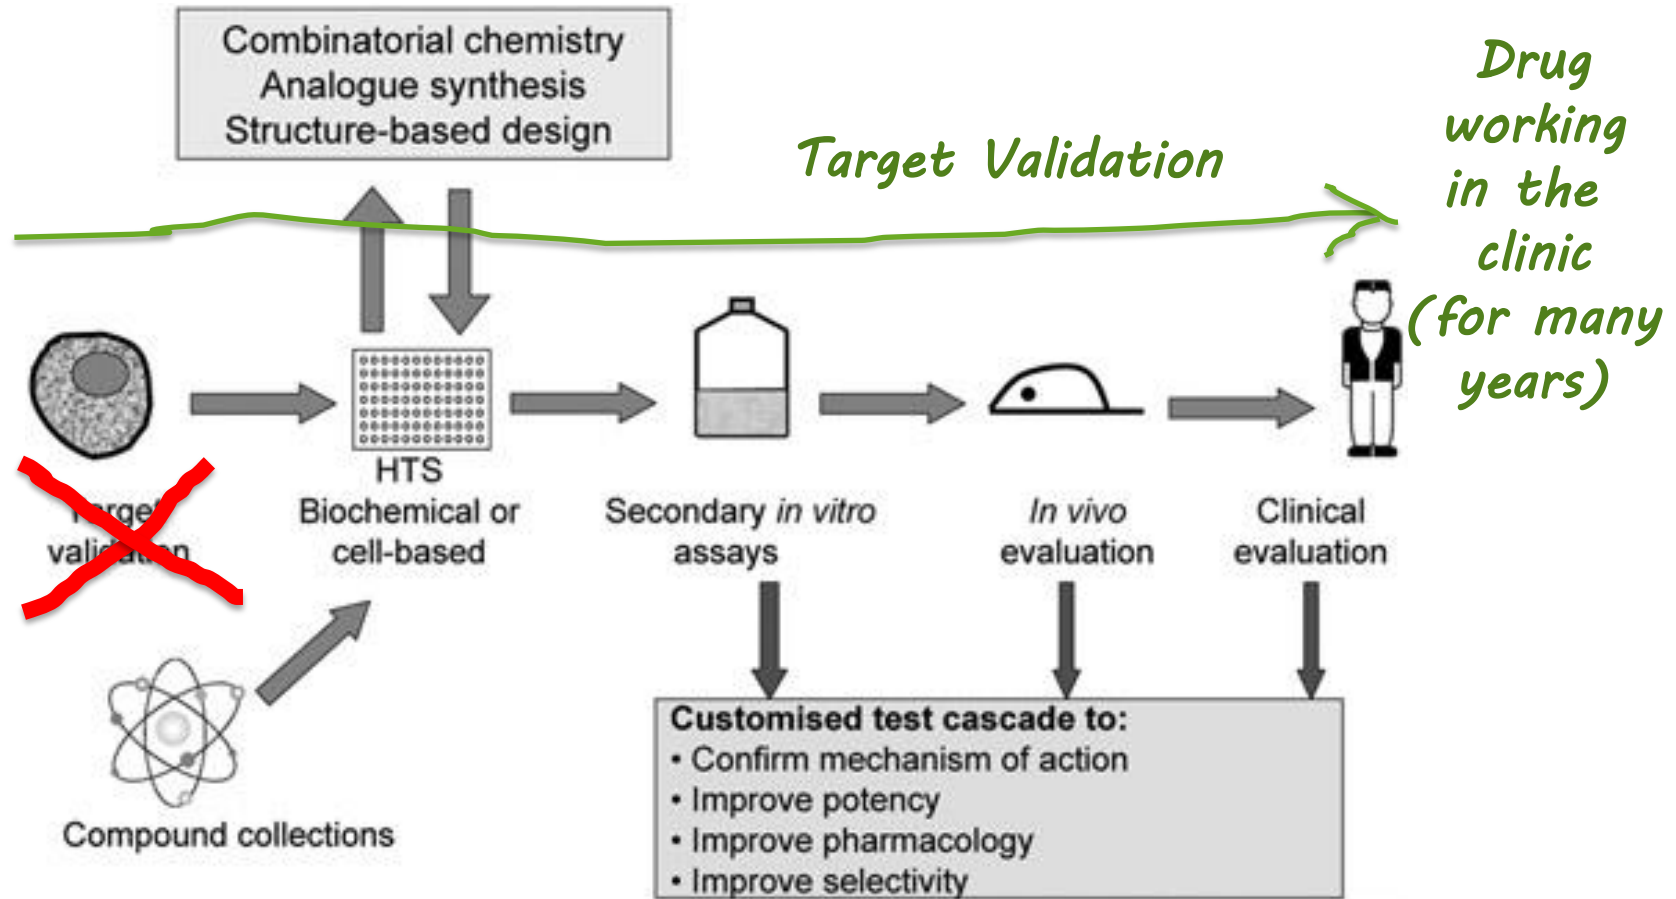 Combinatorial chemistry
Analogue synthesis
Structure-based design
Target Validation
Drug
working
in the
clinic
(for many
years)
Target
validation
HTS
Biochemical or
cell-based
Secondary in vitro
assays
In vivo
evaluation
Clinical
evaluation
Compound collections
Customised test cascade to:
• Confirm mechanism of action
• Improve potency
• Improve pharmacology
• Improve selectivity